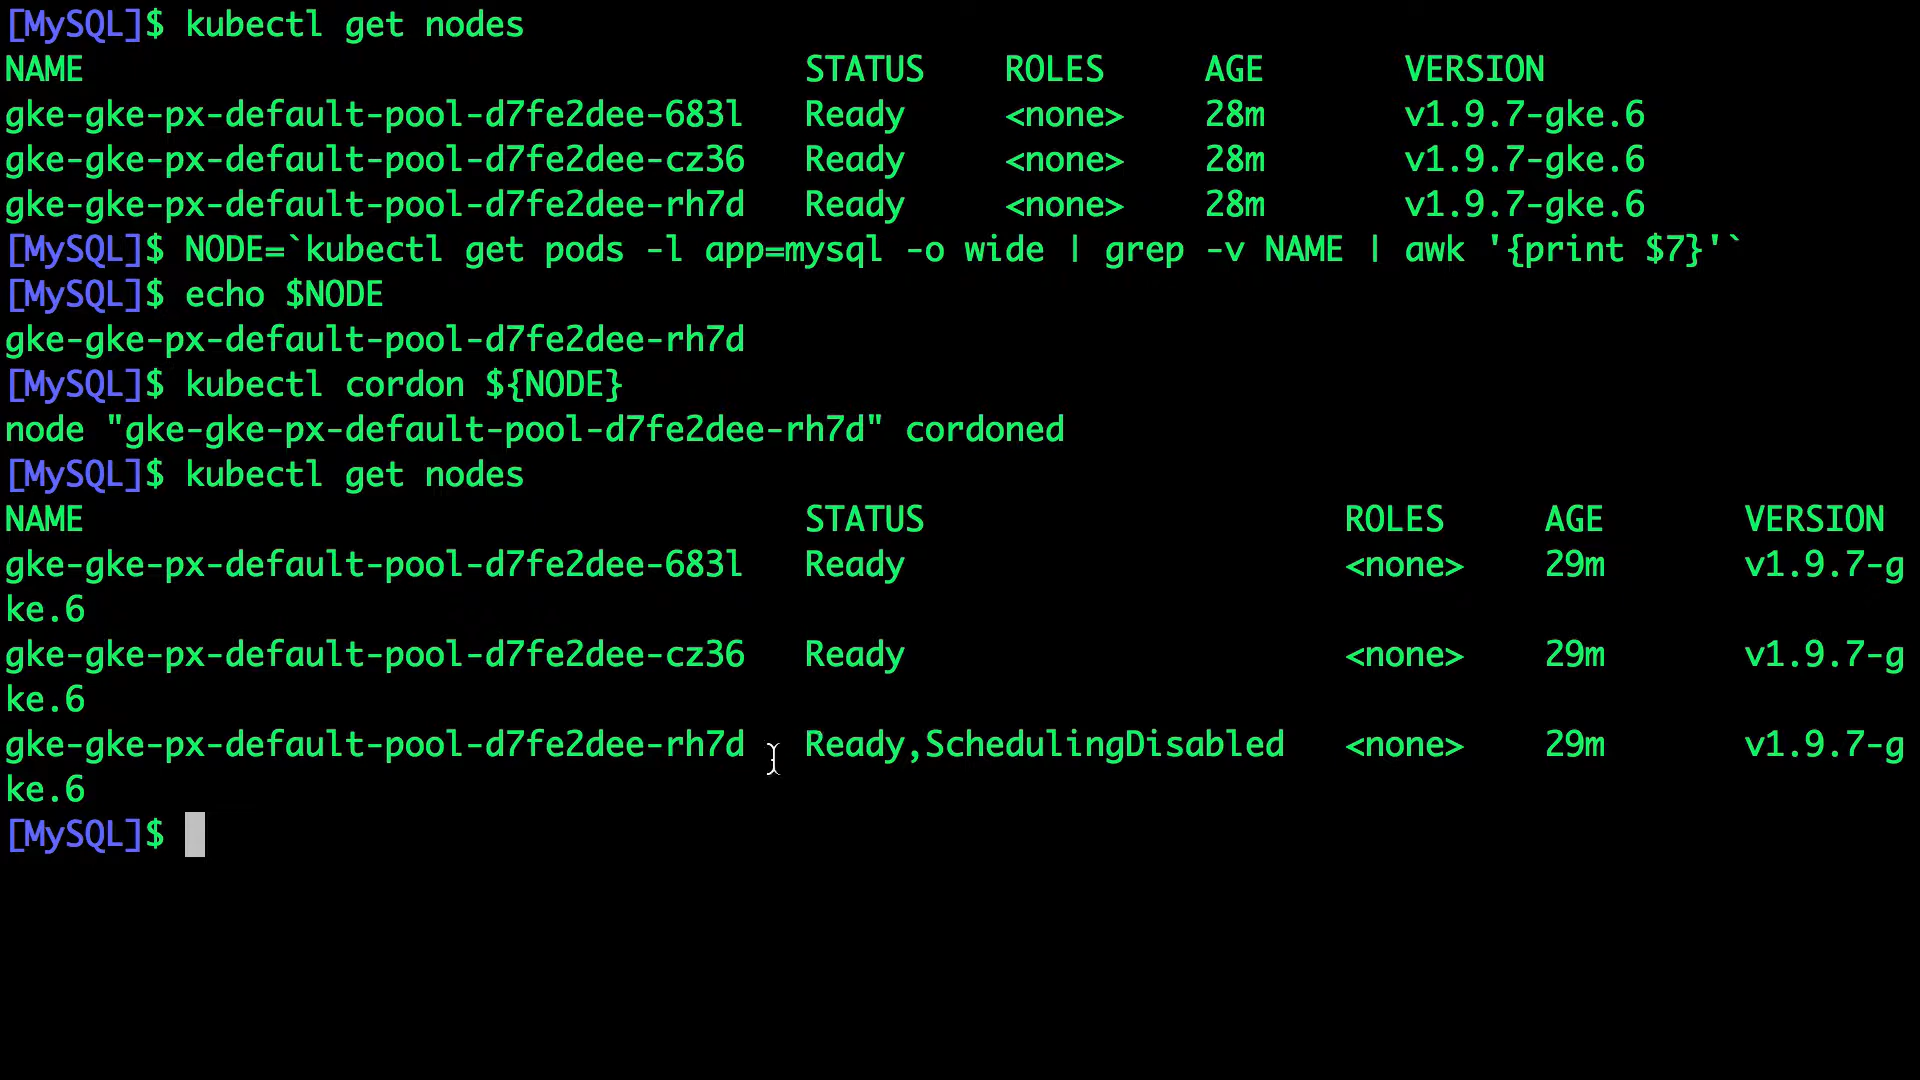 [MySQL]$ kubectl get nodes
NAME STATUS ROLES AGE VERSION
gke-gke-px-default-pool-d7fe2dee-683l Ready <none> 28m v1.9.7-gke.6
gke-gke-px-default-pool-d7fe2dee-cz36 Ready <none> 28m v1.9.7-gke.6
gke-gke-px-default-pool-d7fe2dee-rh7d Ready <none> 28m v1.9.7-gke.6
[MySQL]$ NODE=`kubectl get pods -l app=mysql -o wide | grep -v NAME | awk '{print $7}'`
[MySQL]$ echo $NODE
gke-gke-px-default-pool-d7fe2dee-rh7d
[MySQL]$ kubectl cordon ${NODE}
node "gke-gke-px-default-pool-d7fe2dee-rh7d" cordoned
[MySQL]$ kubectl get nodes
NAME STATUS ROLES AGE VERSION
gke-gke-px-default-pool-d7fe2dee-683l Ready <none> 29m v1.9.7-g
ke.6
gke-gke-px-default-pool-d7fe2dee-cz36 Ready <none> 29m v1.9.7-g
ke.6
gke-gke-px-default-pool-d7fe2dee-rh7d Ready,SchedulingDisabled <none> 29m v1.9.7-g
ke.6
[MySQL]$